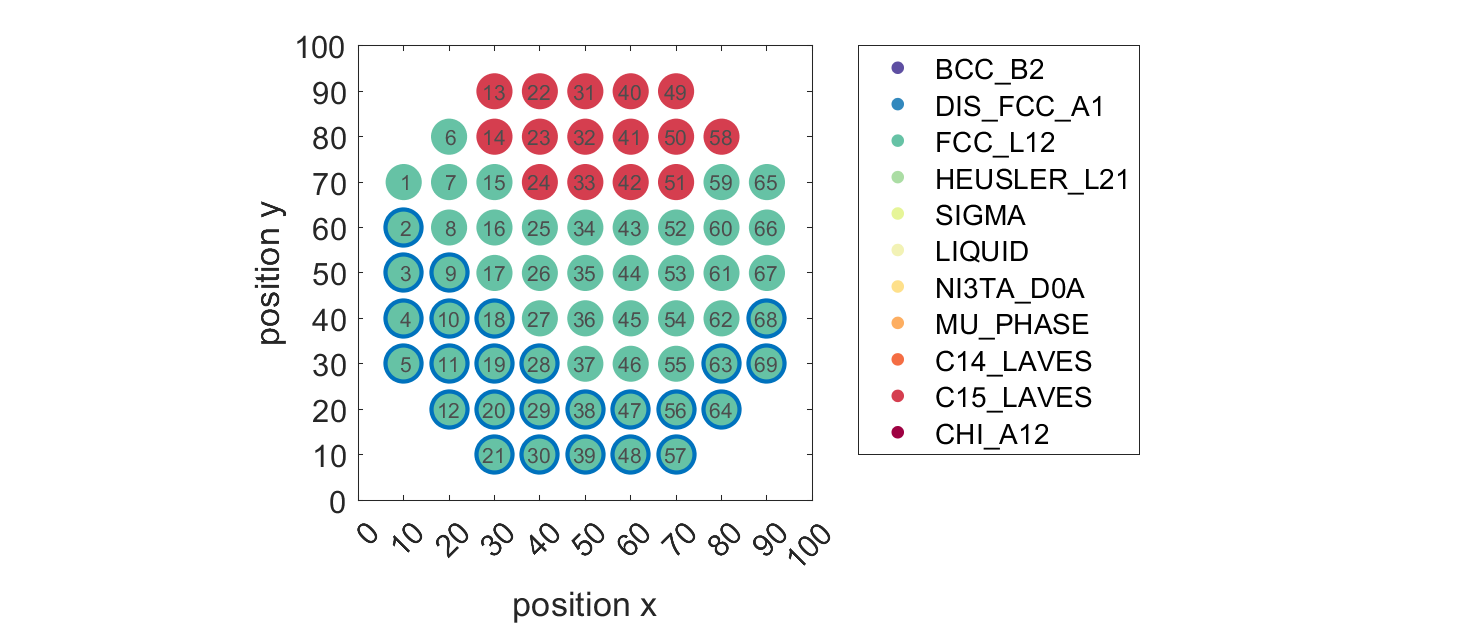 100
90
80
70
60
50
40
30
20
10
0
position y
13 22 31 40 49
6 14 23 32 41 50 58
1 7 15 24 33 42 51 59 65
2 8 16 25 34 43 52 60 66
3 9 17 26 35 44 53 61 67
4 10 18 27 36 45 54 62 68
5 11 19 28 37 46 55 63 69
12 20 29 38 47 56 64
21 30 39 48 57
0 10 20 30 40 50 60 70 80 90 100
position x
BCC_B2
DIS_FCC_A1
FCC_L12
HEUSLER_L21
SIGMA
LIQUID
NI3TA_D0A
MU_PHASE
C14_LAVES
C15_LAVES
CHI_A12